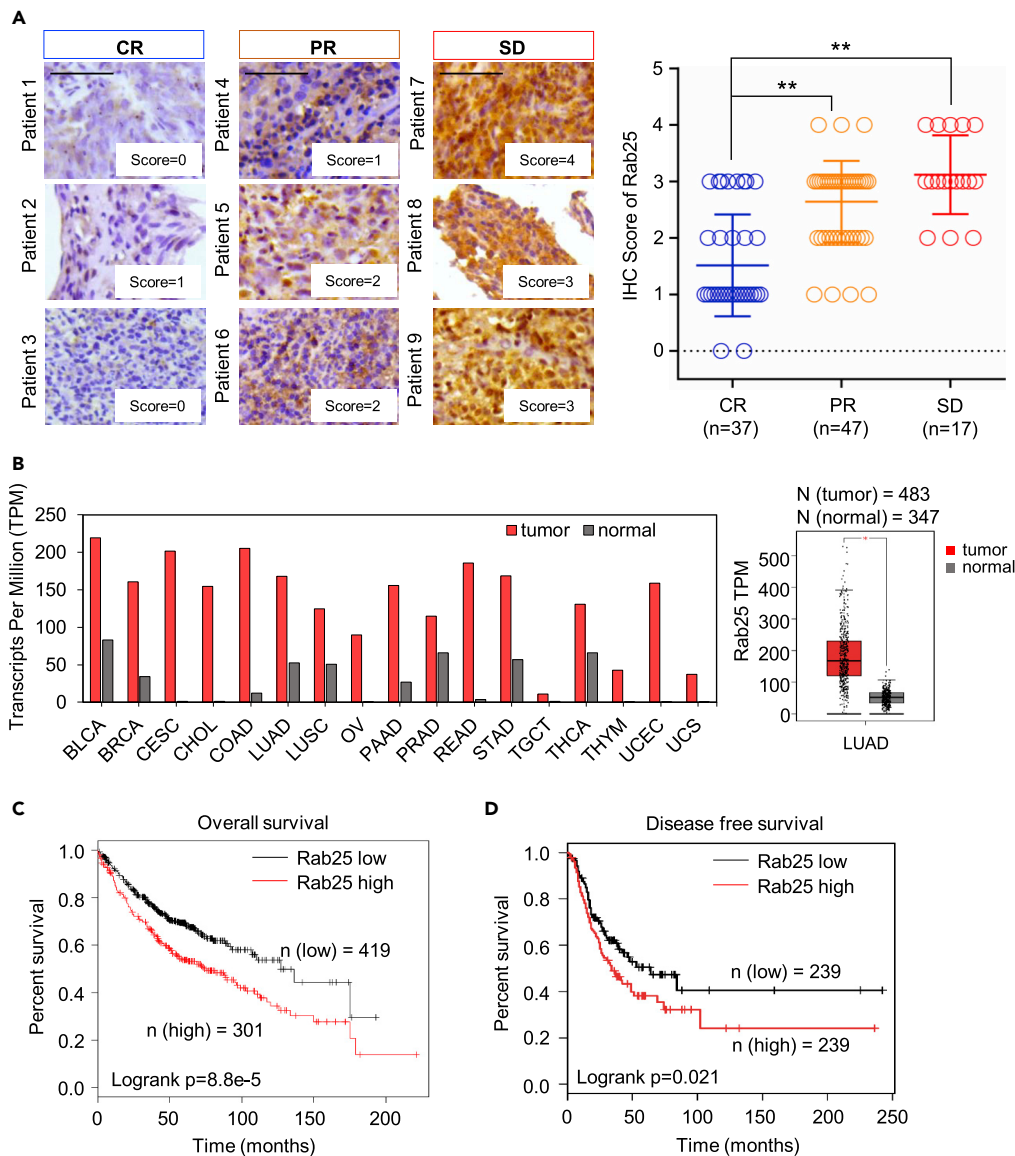 A
CR
PR
SD
Patient 1
Score=0
Patient 4
Score=1
Patient 7
Score=4
Patient 2
Score=1
Patient 5
Score=2
Patient 8
Score=3
Patient 3
Score=0
Patient 6
Score=2
Patient 9
Score=3
IHC Score of Rab25
5
4
3
2
1
0
**
**
CR
(n=37)
PR
(n=47)
SD
(n=17)
B
Transcripts Per Million (TPM)
250
200
150
100
50
0
tumor
normal
BLCA
BRCA
CESC
CHOL
COAD
LUAD
LUSC
OV
PAAD
PRAD
READ
STAD
TGCT
THCA
THYM
UCEC
UCS
N (tumor) = 483
N (normal) = 347
Rab25 TPM
500
400
300
200
100
0
*
tumor
normal
LUAD
C
Overall survival
Percent survival
1.0
0.8
0.6
0.4
0.2
0.0
Rab25 low
Rab25 high
n (low) = 419
n (high) = 301
Logrank p=8.8e-5
0
50
100
150
200
Time (months)
D
Disease free survival
Percent survival
1.0
0.8
0.6
0.4
0.2
0.0
Rab25 low
Rab25 high
n (low) = 239
n (high) = 239
Logrank p=0.021
0
50
100
150
200
250
Time (months)